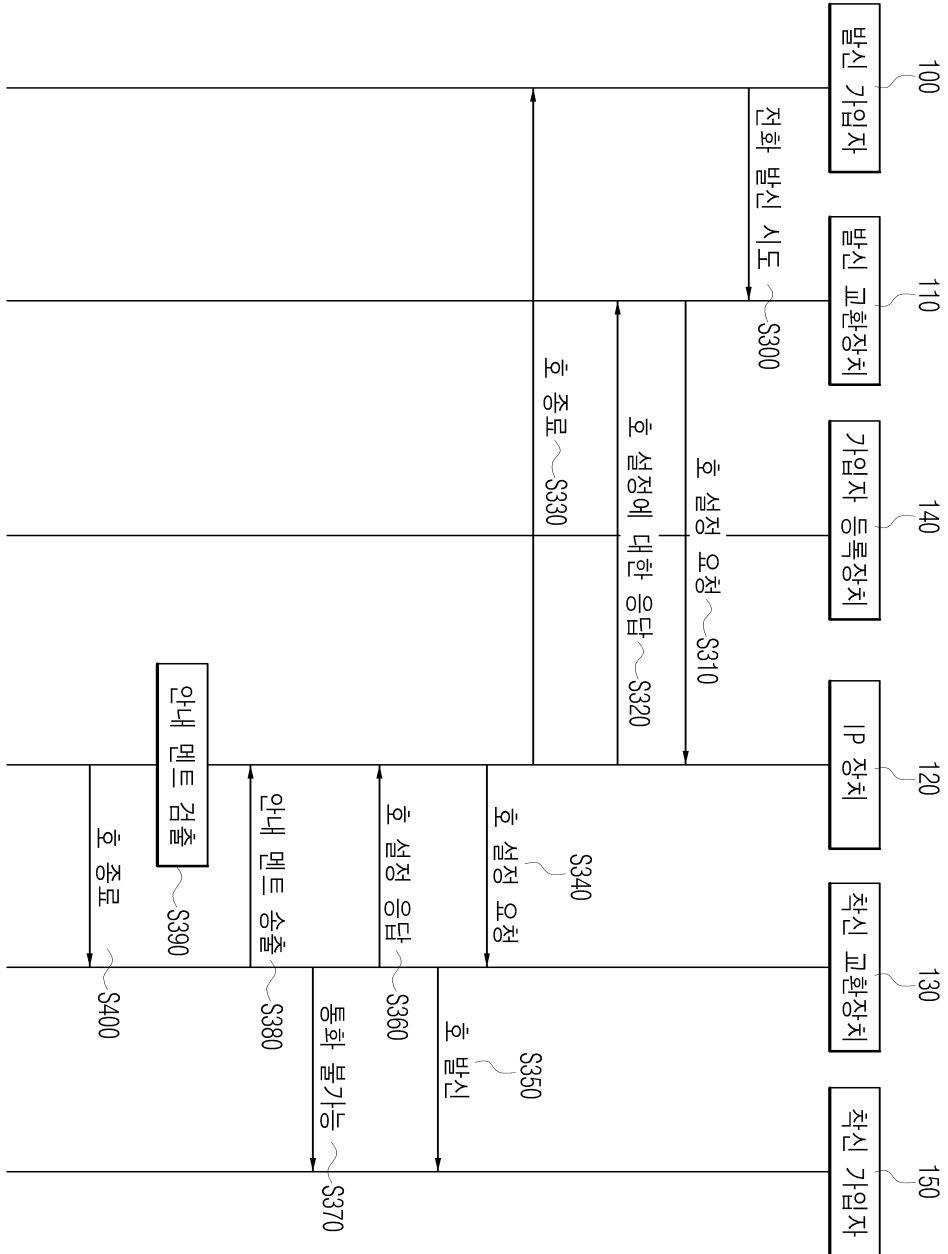 100
발신 가입자
110
발신 교환장치
140
가입자 등록장치
120
IP 장치
130
착신 교환장치
150
착신 가입자
전화 발신 시도
S300
호 설정 요청
S310
호 설정에 대한 응답
S320
호 종료
S330
호 설정 요청
S340
호 발신
S350
호 설정 응답
S360
통화 불가능
S370
안내 멘트 송출
S380
안내 멘트 검출
S390
호 종료
S400